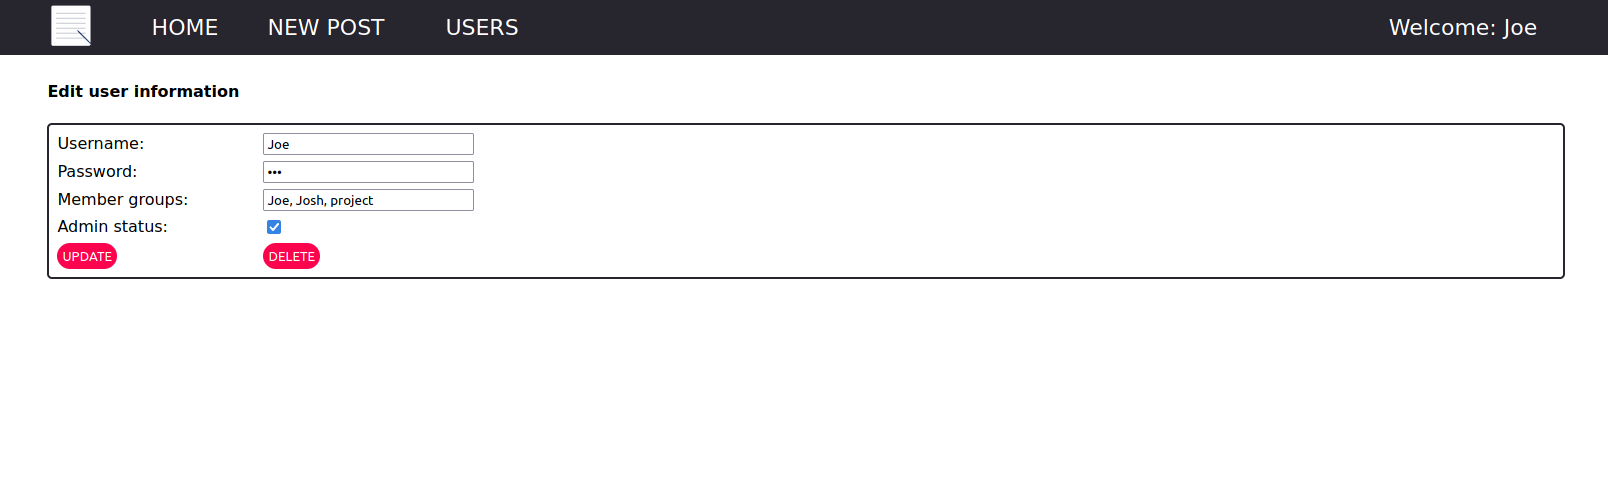 HOME NEW POST USERS Welcome: Joe
Edit user information
Username: Joe
Password: •••
Member groups: Joe, Josh, project
Admin status:
UPDATE DELETE